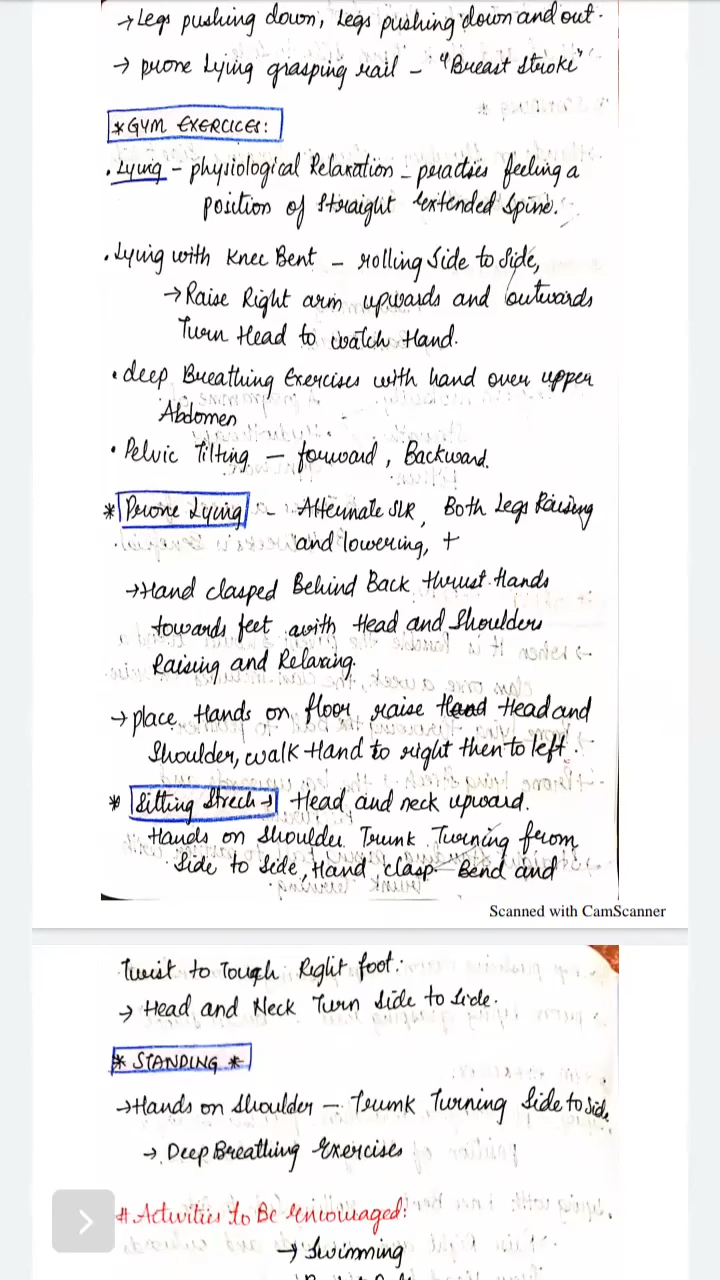 → Legs pushing down, Legs pushing down and out.
→ prone Lying grasping rail – "Breast stroke"
* GYM EXERCICES:
• Lying – physiological Relaxation – practies feeling a
position of straight extended spine.
• Lying with Knee Bent – rolling side to side,
→ Raise Right arm upwards and outwards
Turn Head to watch Hand.
• deep Breathing Exercises with hand over upper
Abdomen
• Pelvic Tilting – forward, Backward.
* Prone Lying – Alternate SLR, Both Legs Raising
and lowering, +
→ Hand clasped Behind Back thrust Hands
towards feet with Head and Shoulders
Raising and Relaxing.
→ place Hands on floor raise Head and
Shoulder, walk Hand to right then to left.
* Sitting Strech → Head and neck upward.
Hands on Shoulder Trunk Turning from
Side to Side, Hand clasp Bend and
Scanned with CamScanner
Twist to Tough Right foot.
→ Head and Neck Turn Side to Side.
* STANDING *
→ Hands on Shoulder – Trunk Turning Side to Side
→ Deep Breathing Exercises
# Activities to Be encouraged:
→ Swimming